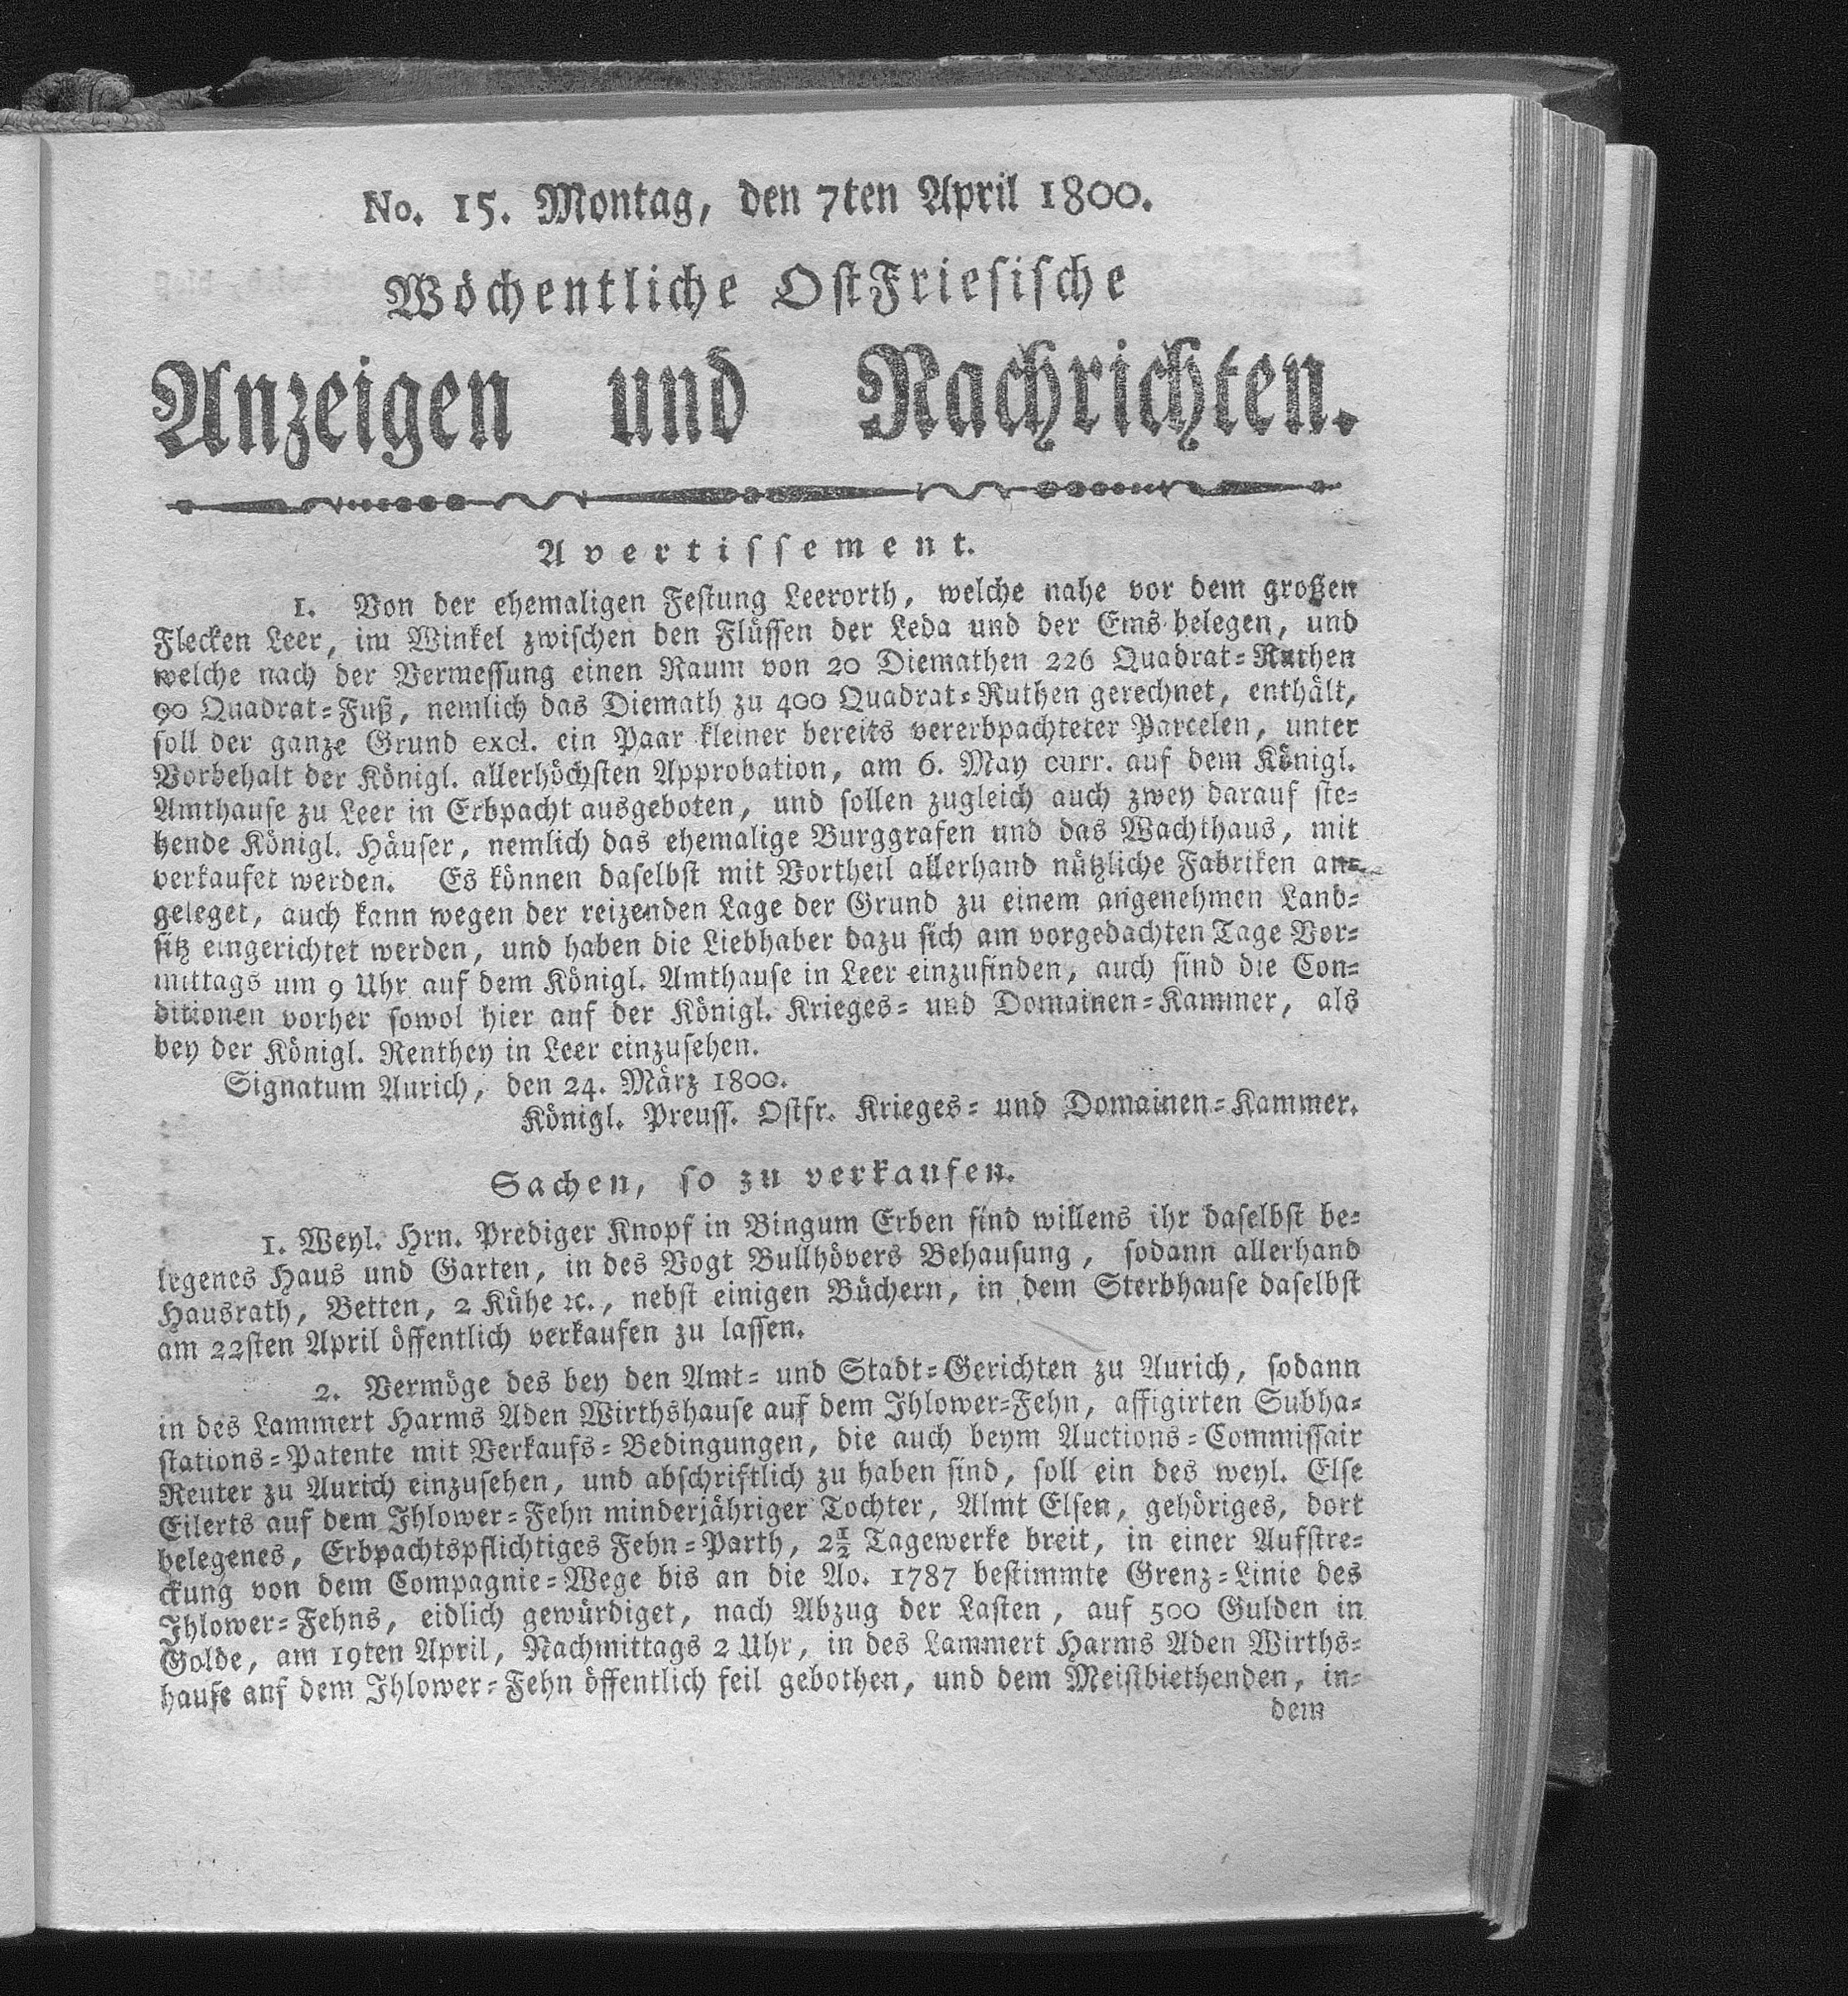 No. 15. Montag, den 7ten April 1800.
Wöchentliche OstFriesische
Anzeigen und Nachrichten.
Avertissement.
1. Von der ehemaligen Festung Leerorth, welche nahe vor dem großen
Flecken Leer, im Winkel zwischen den Flüssen der Leda und der Ems belegen, und
welche nach der Vermessung einen Raum von 20 Diemathen 226 Quadrat-Ruthen
90 Quadrat-Fuß, nemlich das Diemath zu 400 Quadrat-Ruthen gerechnet, enthält,
soll der ganze Grund excl. ein Paar kleiner bereits vererbpachteter Parcelen, unter
Vorbehalt der Königl. allerhöchsten Approbation, am 6. May curr. auf dem Königl.
Amthause zu Leer in Erbpacht ausgeboten, und sollen zugleich auch zwey darauf ste-
hende Königl. Häuser, nemlich das ehemalige Burggrafen und das Wachthaus, mit
verkaufet werden. Es können daselbst mit Vortheil allerhand nützliche Fabriken an-
geleget, auch kann wegen der reizenden Lage der Grund zu einem angenehmen Land-
sitz eingerichtet werden, und haben die Liebhaber dazu sich am vorgedachten Tage Vor-
mittags um 9 Uhr auf dem Königl. Amthause in Leer einzufinden, auch sind die Con-
ditionen vorher sowol hier auf der Königl. Krieges- und Domainen-Kammer, als
bey der Königl. Renthey in Leer einzusehen.
Signatum Aurich, den 24. März 1800.
Königl. Preuss. Ostfr. Krieges- und Domainen-Kammer.
Sachen, so zu verkaufen.
1. Weyl. Hrn. Prediger Knopf in Bingum Erben sind willens ihr daselbst be-
legenes Haus und Garten, in des Vogt Bullhövers Behausung, sodann allerhand
Hausrath, Betten, 2 Kühe ꝛc., nebst einigen Büchern, in dem Sterbhause daselbst
am 22sten April öffentlich verkaufen zu lassen.
2. Vermöge des bey den Amt- und Stadt-Gerichten zu Aurich, sodann
in des Lammert Harms Aden Wirthshause auf dem Ihlower-Fehn, affigirten Subha-
stations-Patente mit Verkaufs-Bedingungen, die auch beym Auctions-Commissair
Reuter zu Aurich einzusehen, und abschriftlich zu haben sind, soll ein des weyl. Else
Eilerts auf dem Ihlower-Fehn minderjähriger Tochter, Almt Elsen, gehöriges, dort
belegenes, Erbpachtspflichtiges Fehn-Parth, 2½ Tagewerke breit, in einer Aufstre-
ckung von dem Compagnie-Wege bis an die Ao. 1787 bestimmte Grenz-Linie des
Ihlower-Fehns, eidlich gewürdiget, nach Abzug der Lasten, auf 500 Gulden in
Golde, am 19ten April, Nachmittags 2 Uhr, in des Lammert Harms Aden Wirths-
hause auf dem Ihlower-Fehn öffentlich feil gebothen, und dem Meistbiethenden, in-
dem